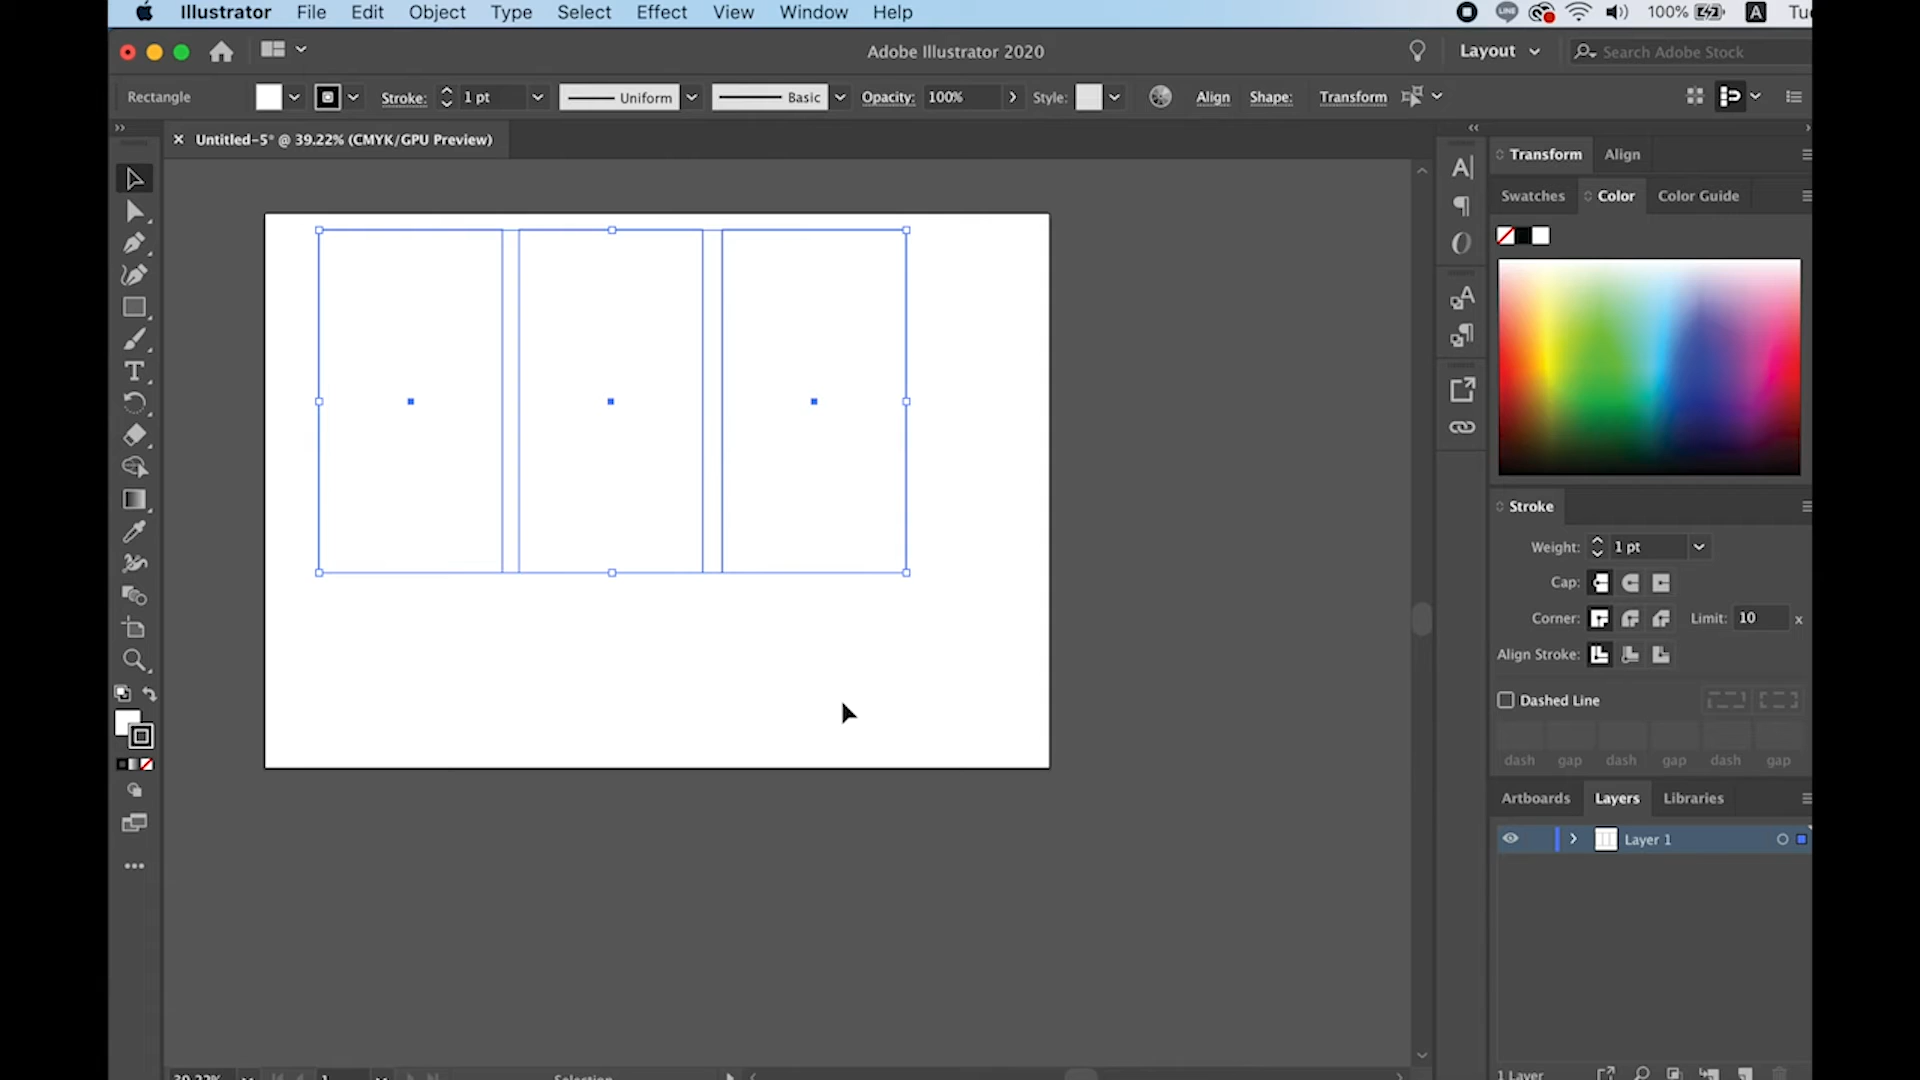 Illustrator File Edit Object Type Select Effect View Window Help 100% A
Adobe Illustrator 2020 Layout Search Adobe Stock
Rectangle Stroke: 1 pt Uniform Basic Opacity: 100% Style: Align Shape: Transform
× Untitled-5* @ 39.22% (CMYK/GPU Preview)
Transform Align
Swatches Color Color Guide
Stroke
Weight: 1 pt
Cap:
Corner: Limit: 10 x
Align Stroke:
Dashed Line
dash gap dash gap dash gap
Artboards Layers Libraries
Layer 1
39.22% 1 Selection 1 Layer